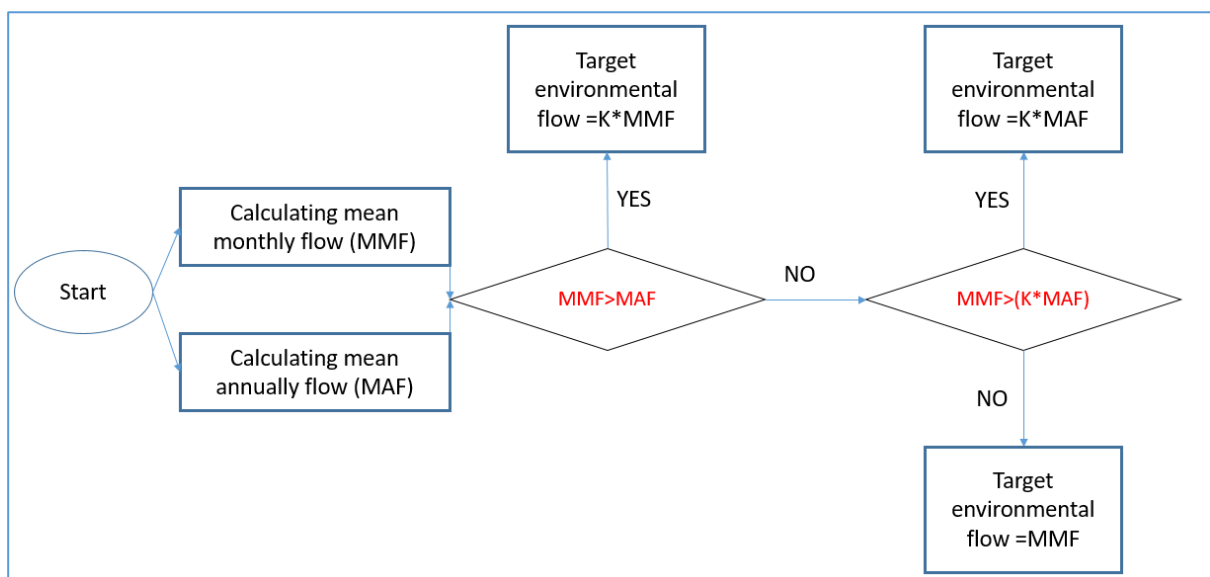 Start
Calculating mean
monthly flow (MMF)
Calculating mean
annually flow (MAF)
MMF>MAF
YES
Target
environmental
flow =K*MMF
NO
MMF>(K*MAF)
YES
Target
environmental
flow =K*MAF
NO
Target
environmental
flow =MMF